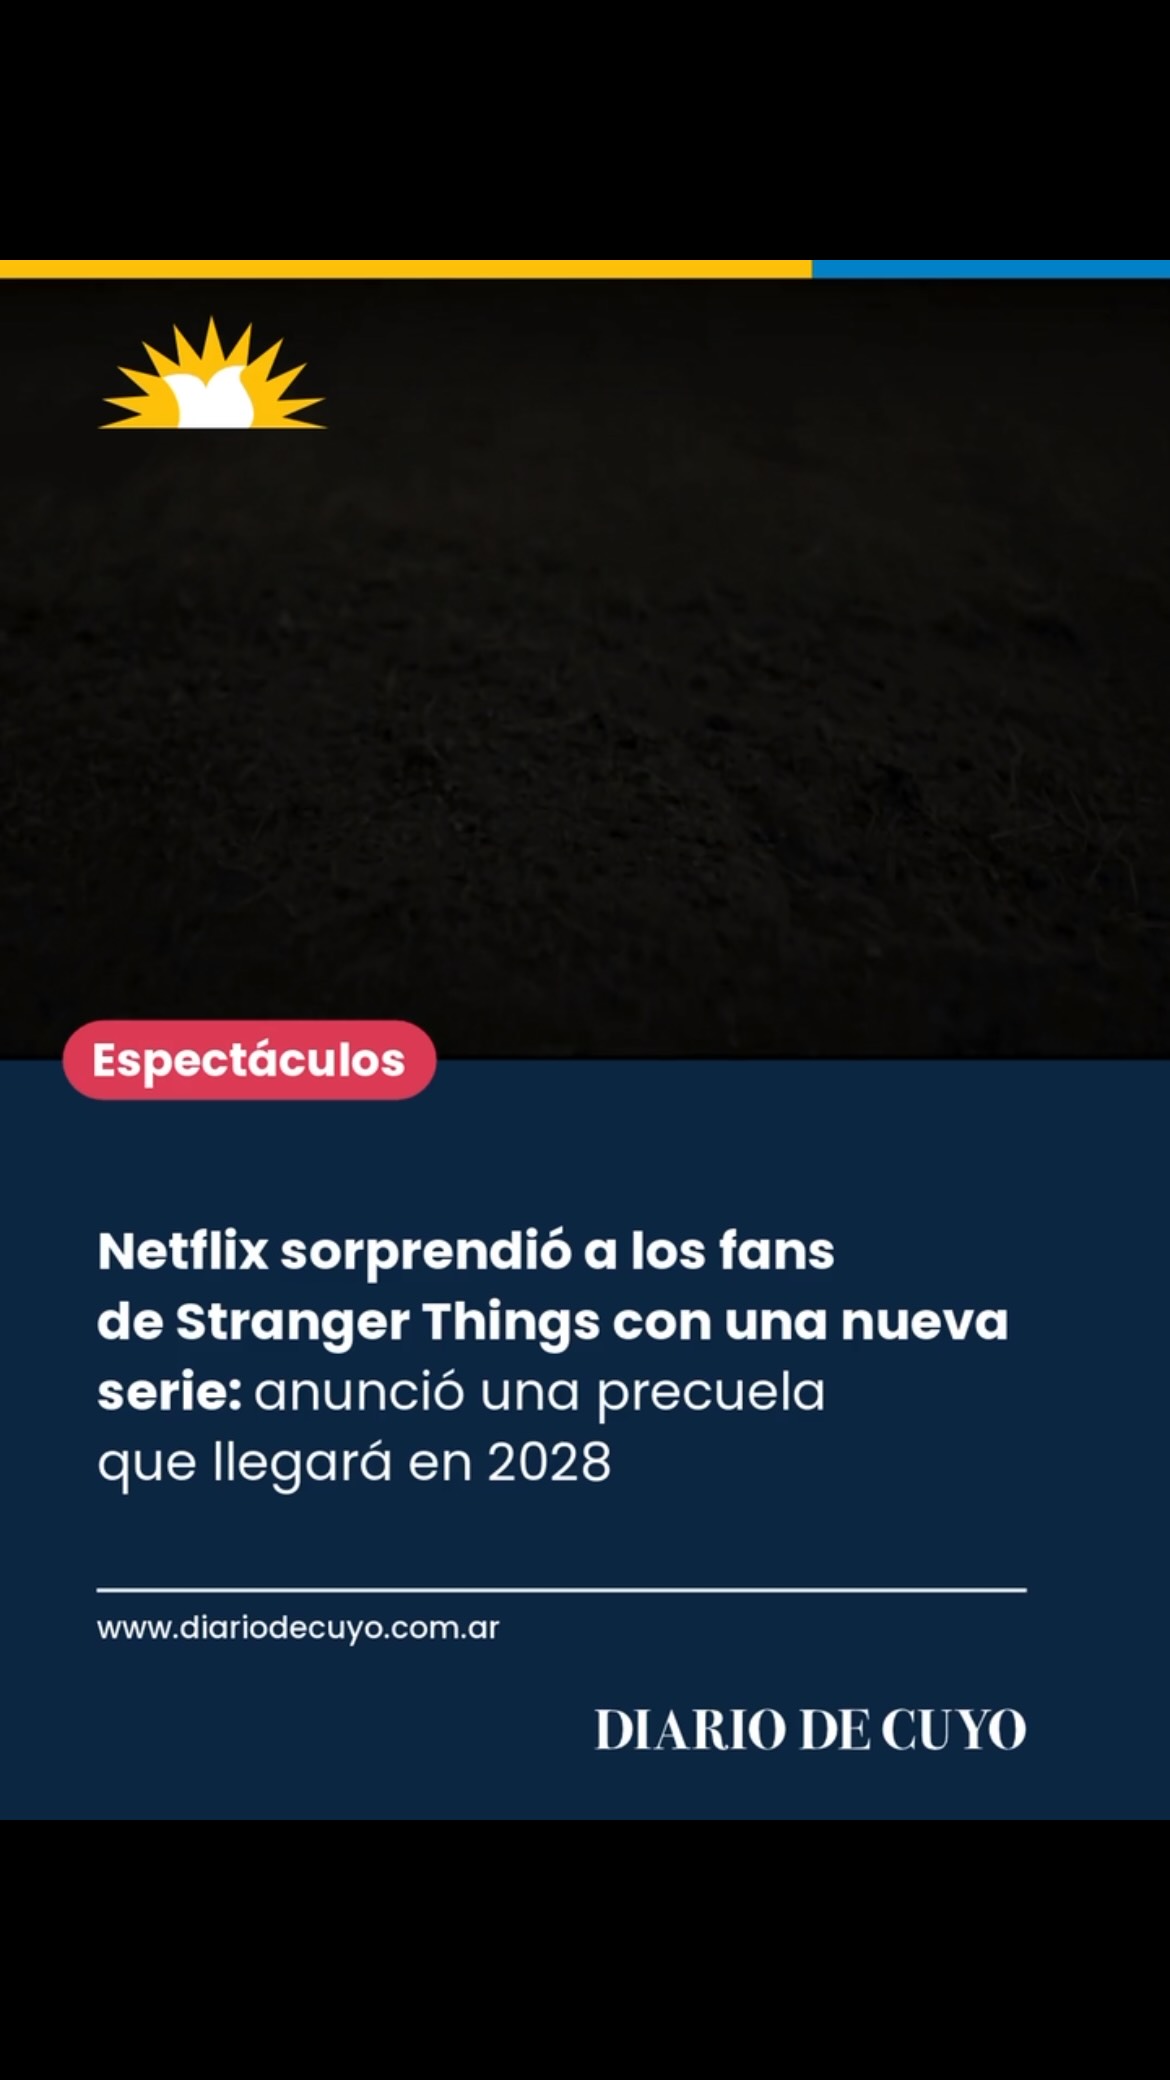 Espectáculos
Netflix sorprendió a los fans
de Stranger Things con una nueva
serie: anunció una precuela
que llegará en 2028
www.diariodecuyo.com.ar
DIARIO DE CUYO